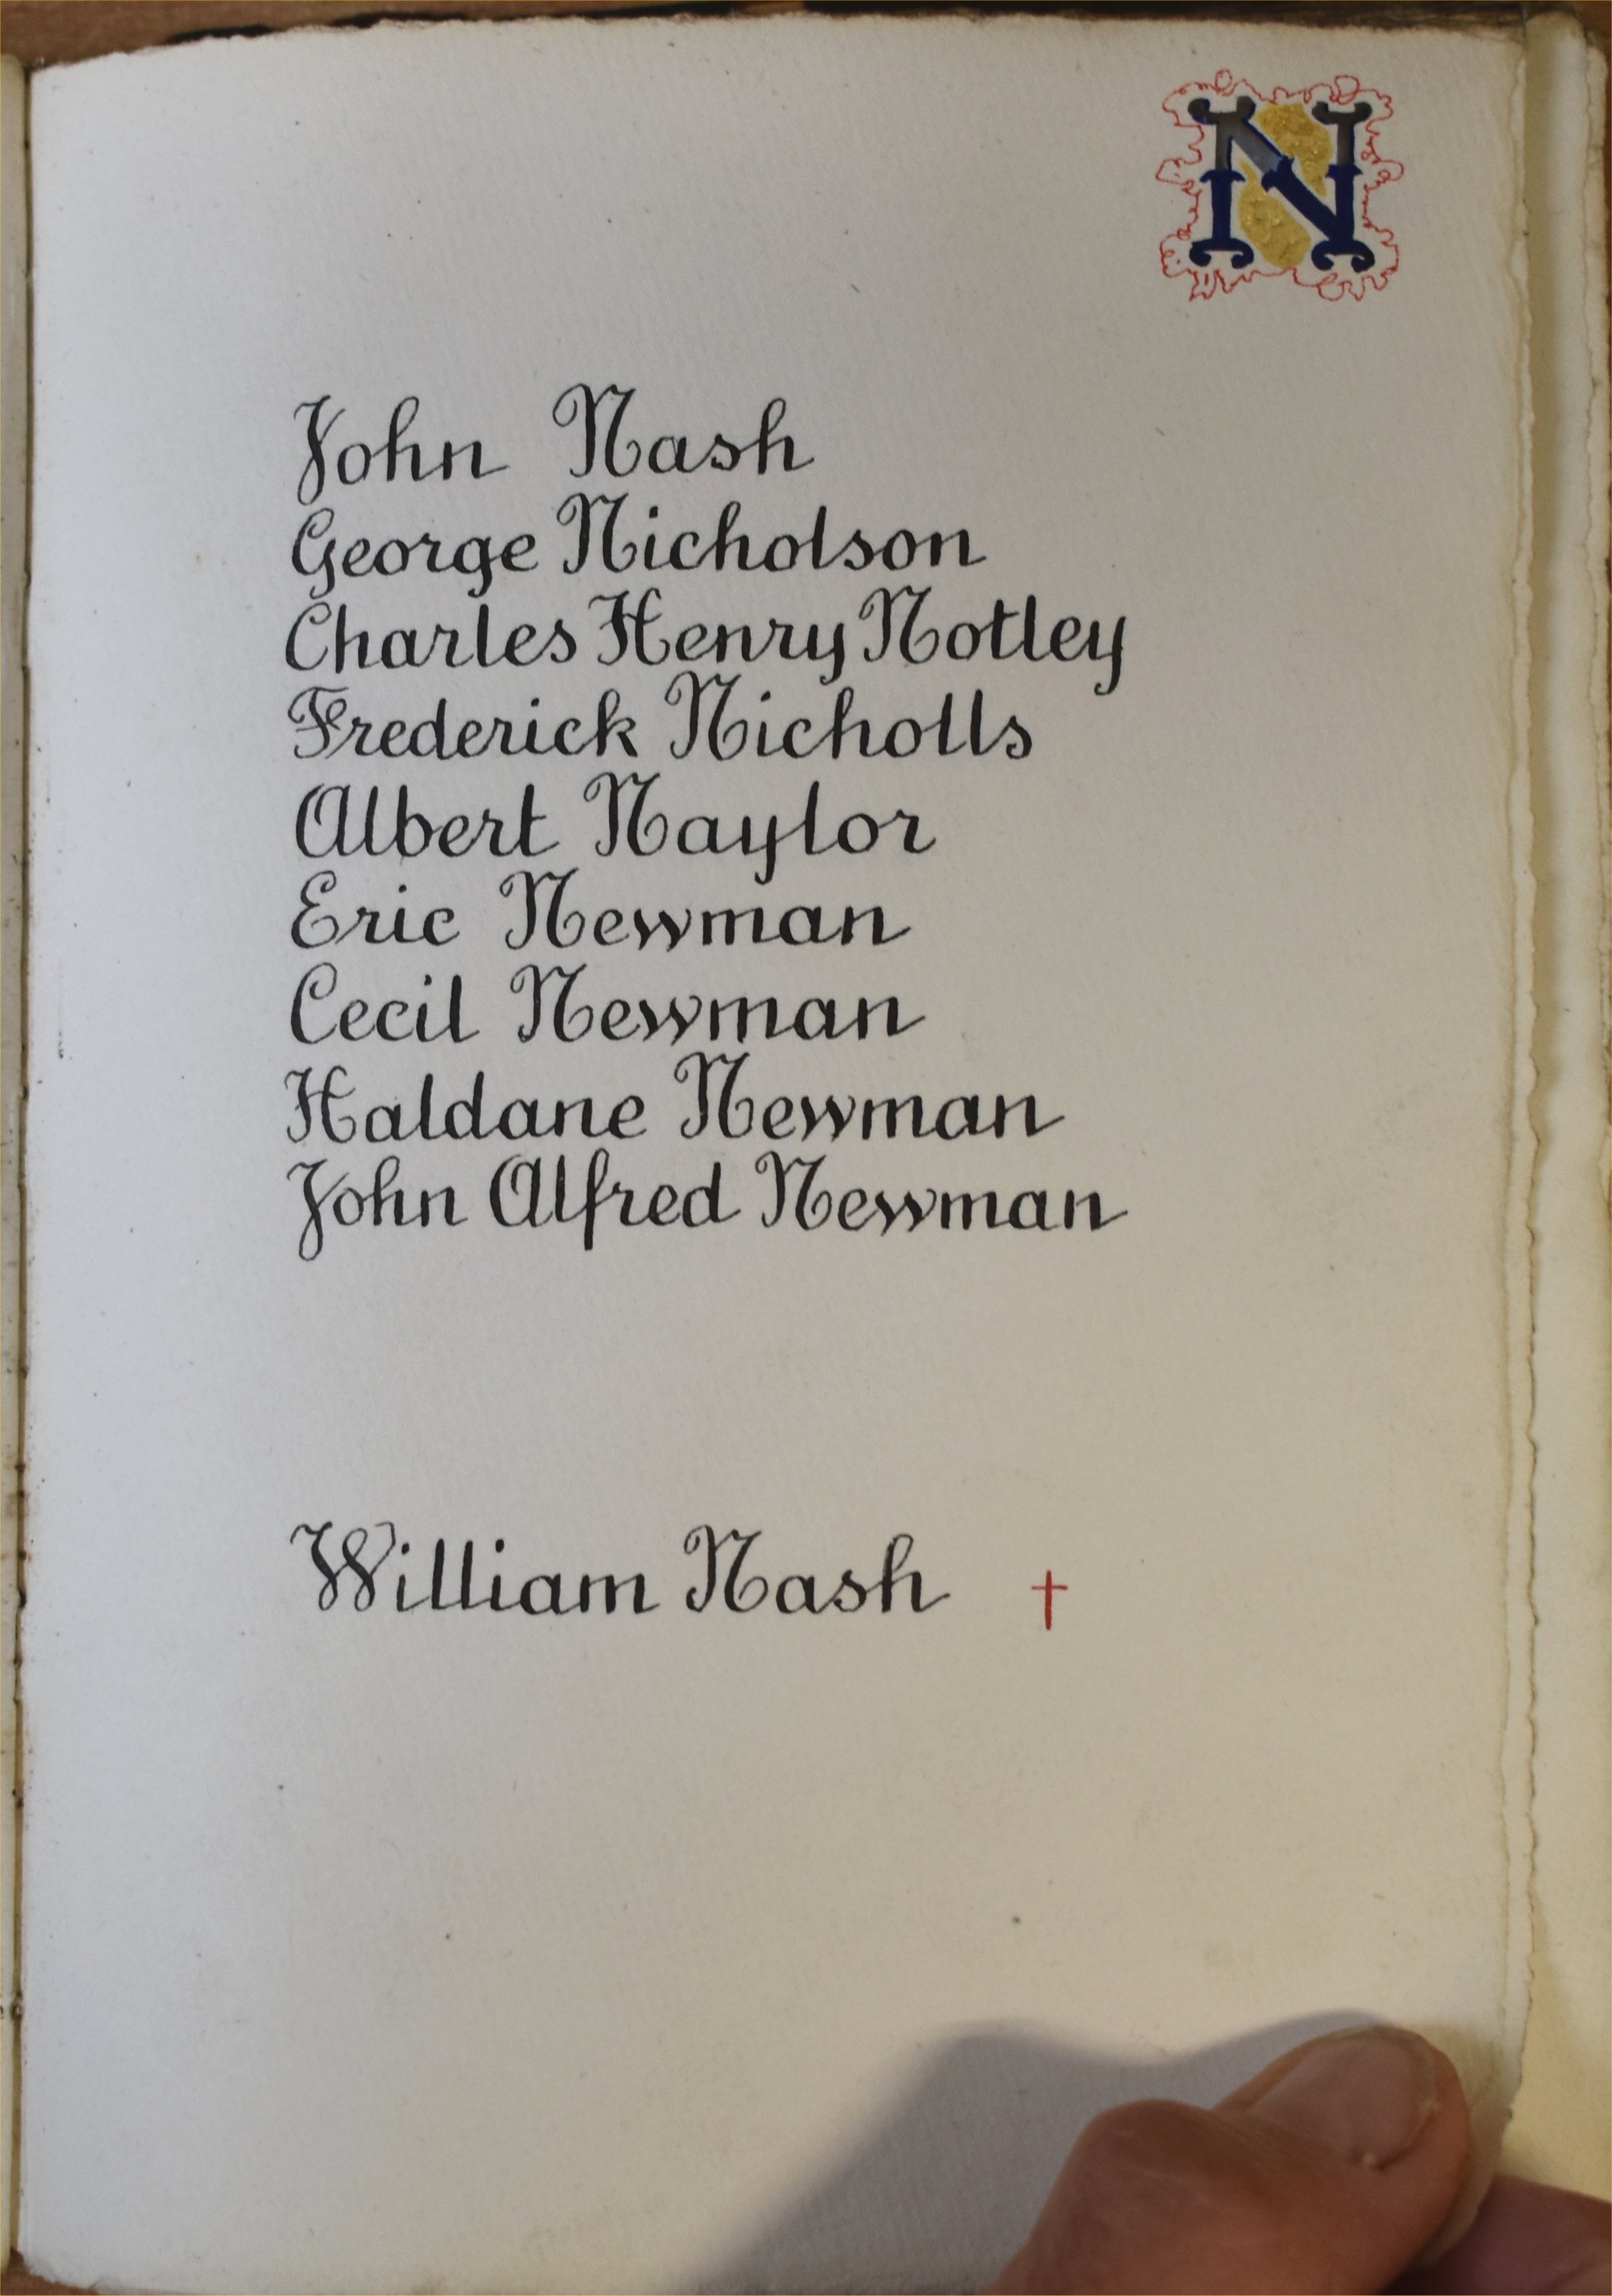 N
John Nash
George Nicholson
Charles Henry Notley
Frederick Nicholls
Albert Naylor
Eric Newman
Cecil Newman
Haldane Newman
John Alfred Newman
William Nash †